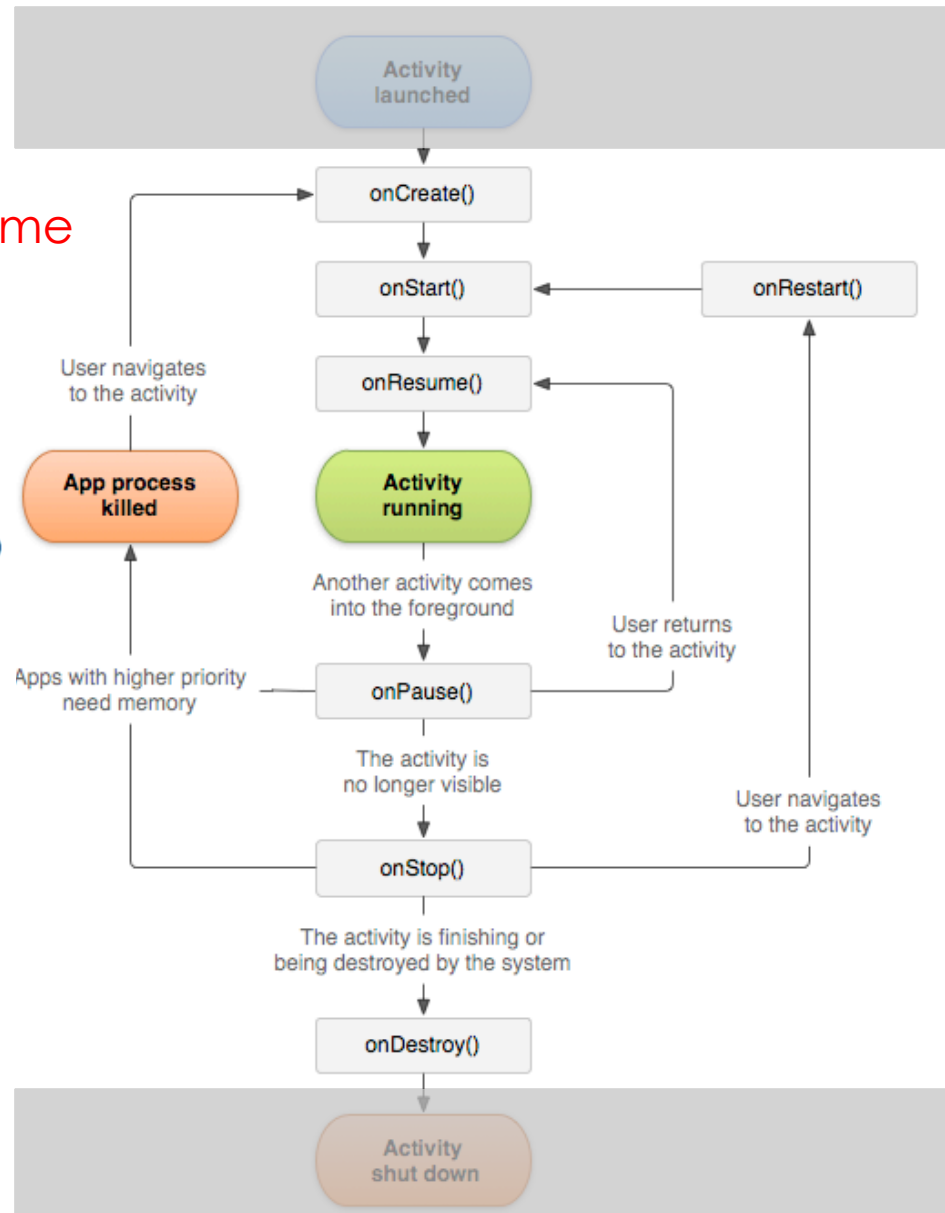 Activity
launched
onCreate()
me
onStart()
onRestart()
onResume()
User navigates
to the activity
App process
killed
Activity
running
Another activity comes
into the foreground
User returns
to the activity
Apps with higher priority
need memory
onPause()
The activity is
no longer visible
User navigates
to the activity
onStop()
The activity is finishing or
being destroyed by the system
onDestroy()
Activity
shut down